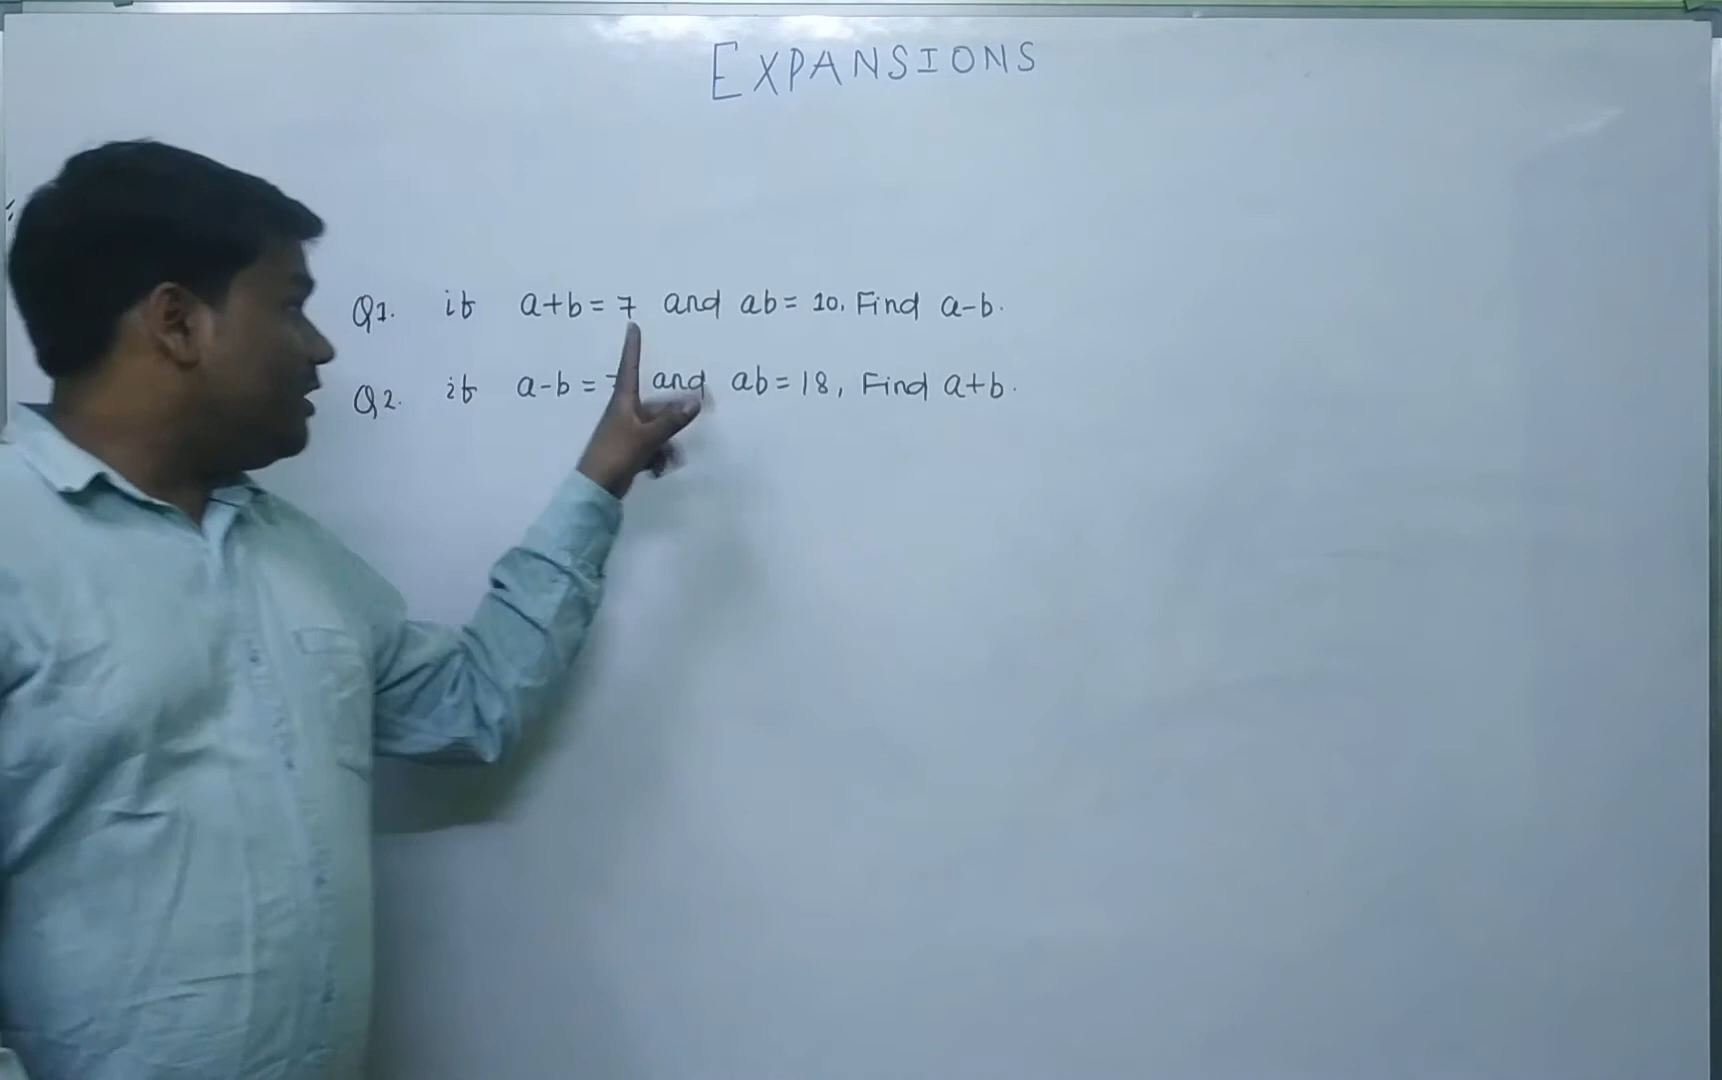 EXPANSIONS
Q1. if a+b = 7 and ab = 10. Find a-b.
Q2. if a-b = 7 and ab = 18, Find a+b.